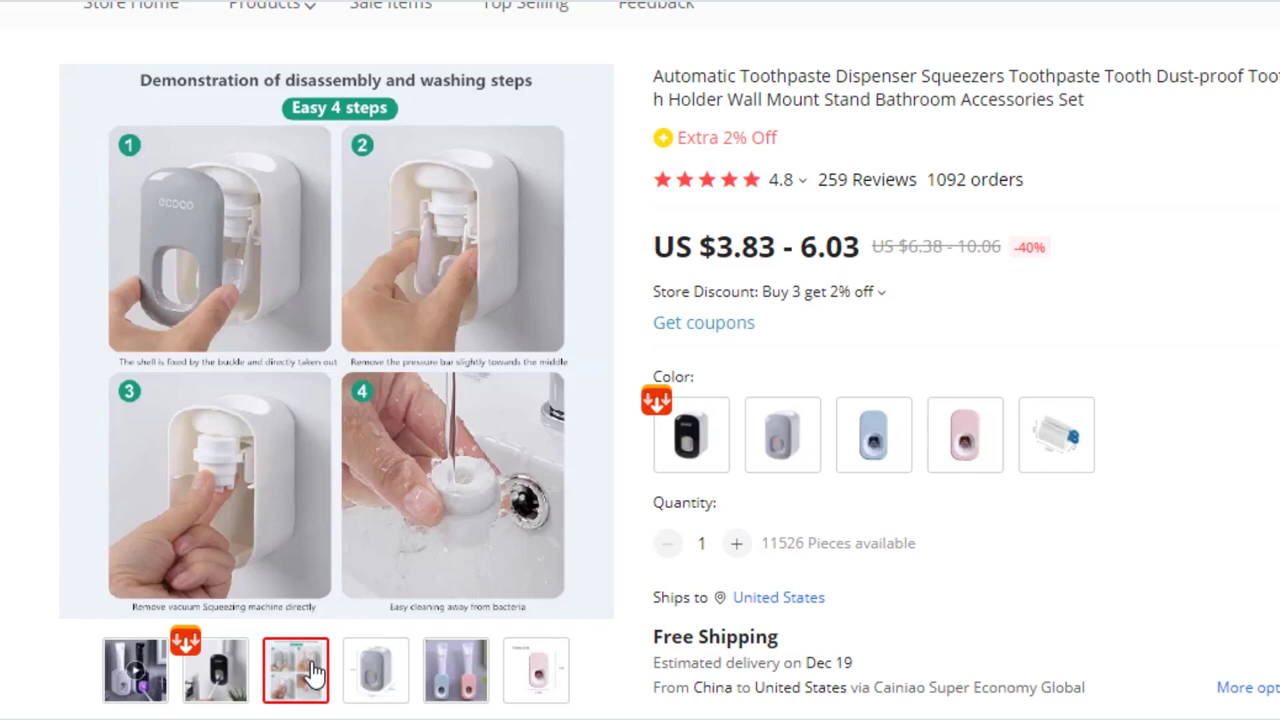 Store Home Products Sale Items Top Selling Feedback
Demonstration of disassembly and washing steps
Easy 4 steps
1
2
ecoco
The shell is fixed by the buckle and directly taken out
Remove the pressure bar slightly towards the middle
3
4
Remove vacuum Squeezing machine directly
Easy cleaning away from bacteria
Automatic Toothpaste Dispenser Squeezers Toothpaste Tooth Dust-proof Too
h Holder Wall Mount Stand Bathroom Accessories Set
Extra 2% Off
4.8 259 Reviews 1092 orders
US $3.83 - 6.03 US $6.38 - 10.06 -40%
Store Discount: Buy 3 get 2% off
Get coupons
Color:
Quantity:
1 + 11526 Pieces available
Ships to United States
Free Shipping
Estimated delivery on Dec 19
From China to United States via Cainiao Super Economy Global
More opt